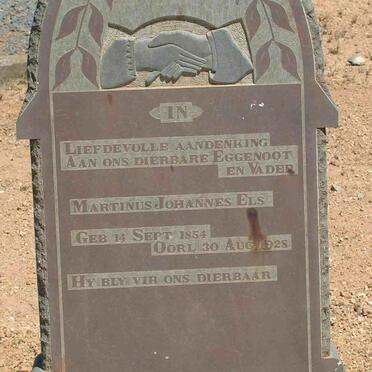 IN
LIEFDEVOLLE AANDENKING
AAN ONS DIERBARE EGGENOOT
EN VADER
MARTINUS JOHANNES ELS
GEB 14 SEPT. 1854
OORL 30 AUG. 1928
HY BLY VIR ONS DIERBAAR